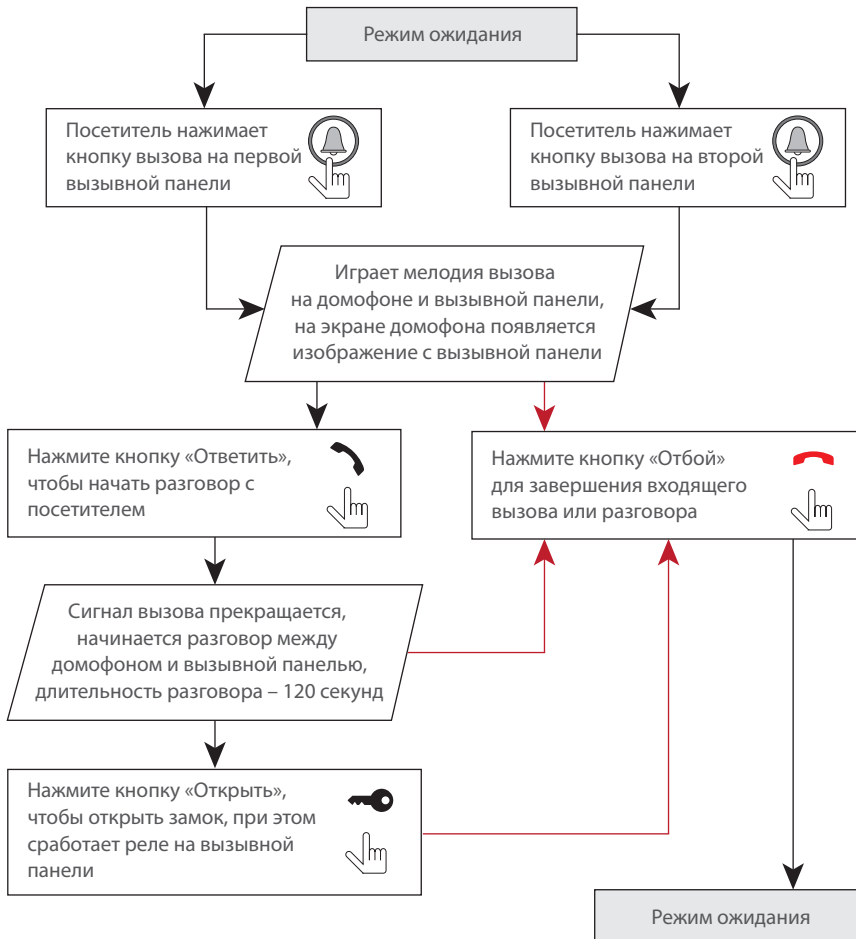 Режим ожидания
Посетитель нажимает
кнопку вызова на первой
вызывной панели
Посетитель нажимает
кнопку вызова на второй
вызывной панели
Играет мелодия вызова
на домофоне и вызывной панели,
на экране домофона появляется
изображение с вызывной панели
Нажмите кнопку «Ответить»,
чтобы начать разговор с
посетителем
Нажмите кнопку «Отбой»
для завершения входящего
вызова или разговора
Сигнал вызова прекращается,
начинается разговор между
домофоном и вызывной панелью,
длительность разговора – 120 секунд
Нажмите кнопку «Открыть»,
чтобы открыть замок, при этом
сработает реле на вызывной
панели
Режим ожидания